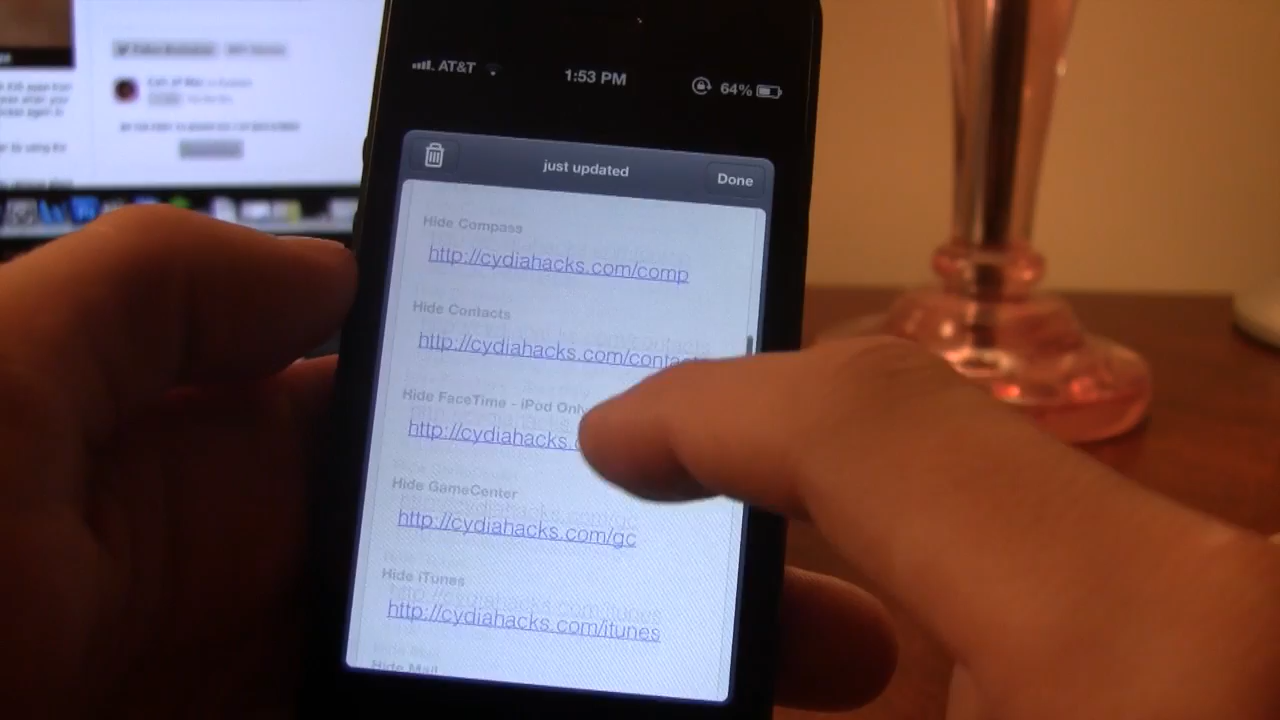 AT&T 1:53 PM 64%
just updated Done
Hide Compass
http://cydiahacks.com/comp
Hide Contacts
http://cydiahacks.com/contac
Hide FaceTime - iPod Only
http://cydiahacks.
Hide GameCenter
http://cydiahacks.com/gc
Hide iTunes
http://cydiahacks.com/itunes
Hide Mail